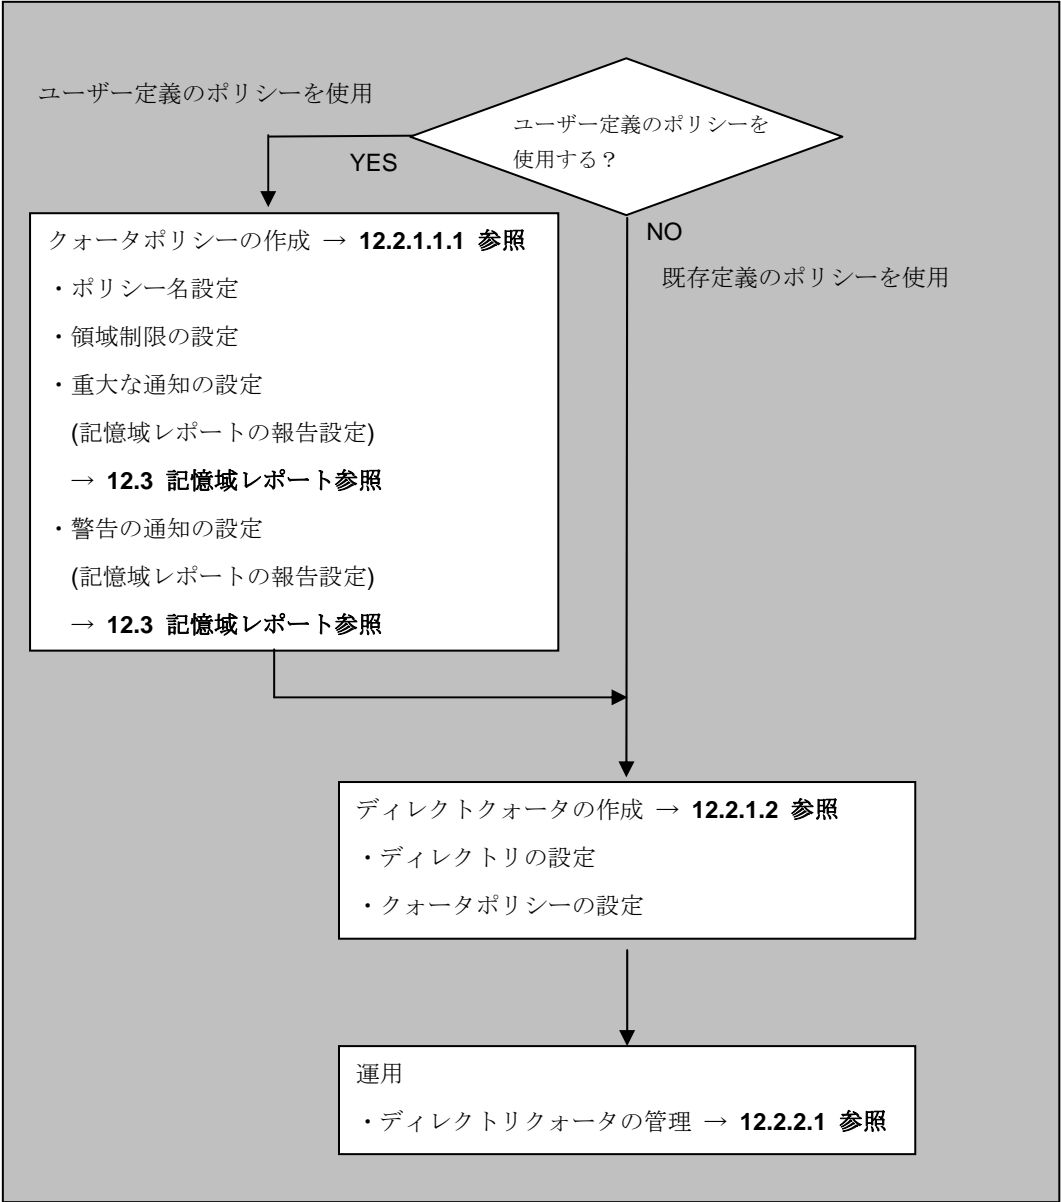 ユーザー定義のポリシーを使用
ユーザー定義のポリシーを
使用する？
YES
NO
既存定義のポリシーを使用
クォータポリシーの作成 → 12.2.1.1.1 参照
・ポリシー名設定
・領域制限の設定
・重大な通知の設定
(記憶域レポートの報告設定)
→ 12.3 記憶域レポート参照
・警告の通知の設定
(記憶域レポートの報告設定)
→ 12.3 記憶域レポート参照
ディレクトクォータの作成 → 12.2.1.2 参照
・ディレクトリの設定
・クォータポリシーの設定
運用
・ディレクトリクォータの管理 → 12.2.2.1 参照